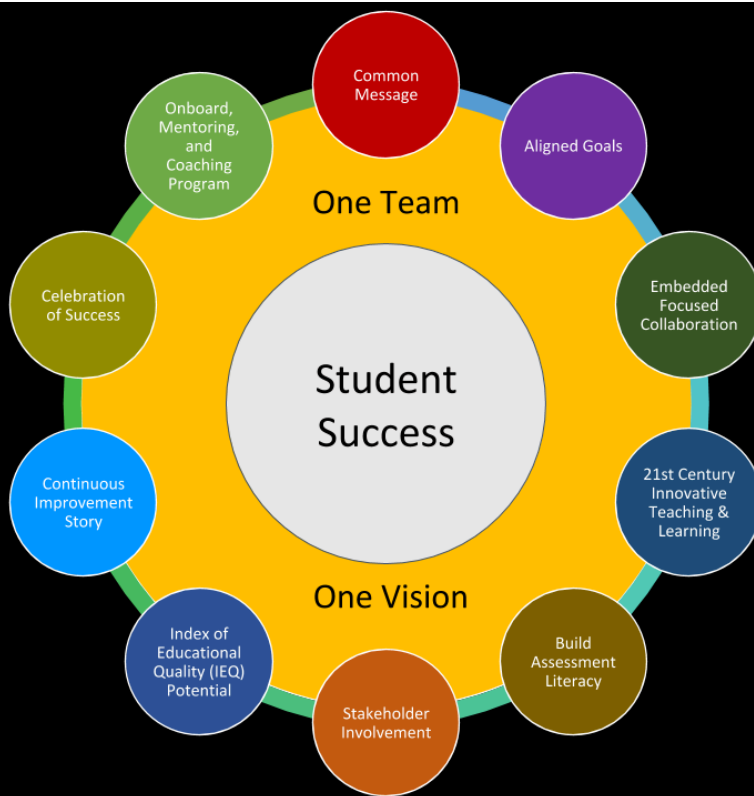 Common
Message
Aligned Goals
Embedded
Focused
Collaboration
21st Century
Innovative
Teaching &
Learning
Build
Assessment
Literacy
Stakeholder
Involvement
Index of
Educational
Quality (IEQ)
Potential
Continuous
Improvement
Story
Celebration
of Success
Onboard,
Mentoring,
and
Coaching
Program
One Team
Student
Success
One Vision